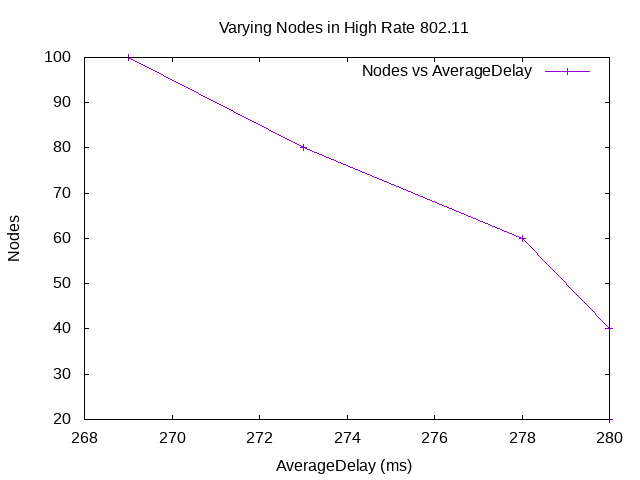 Varying Nodes in High Rate 802.11
Nodes vs AverageDelay
100
90
80
70
60
50
40
30
20
Nodes
268 270 272 274 276 278 280
AverageDelay (ms)